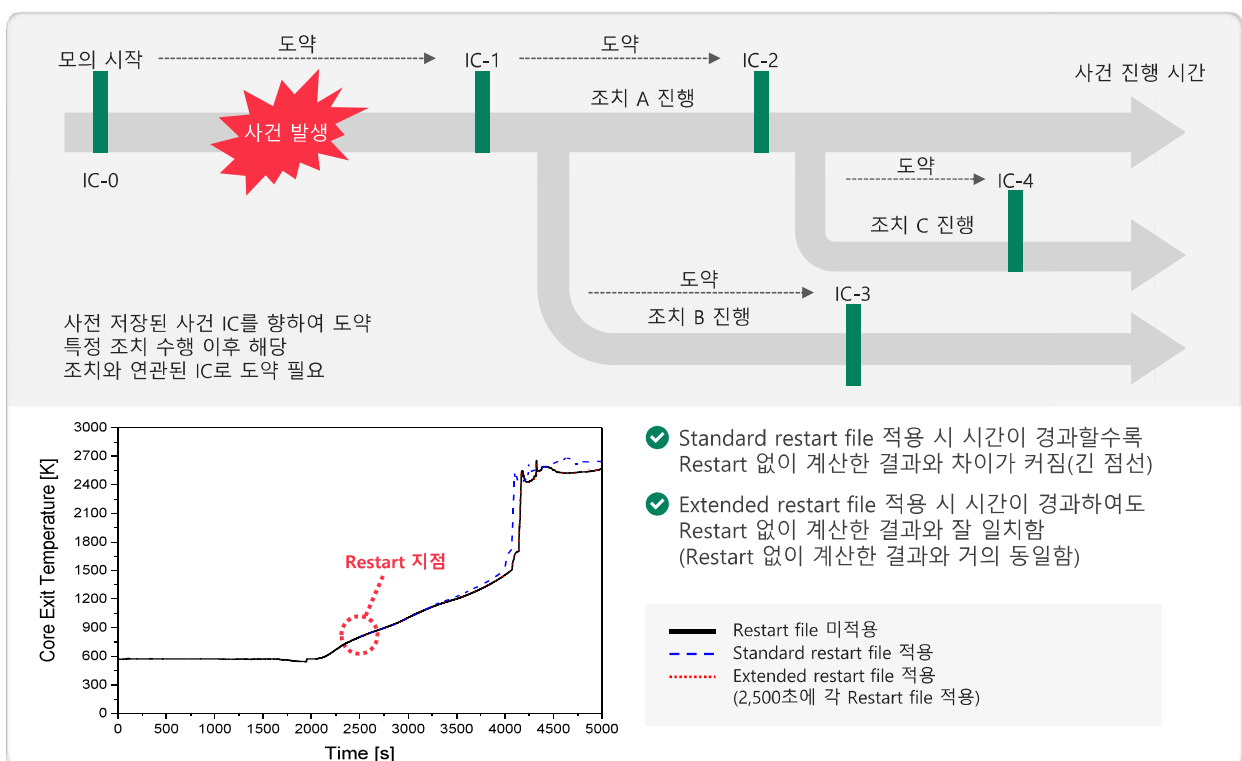 모의 시작
도약
IC-1
도약
IC-2
사건 진행 시간
조치 A 진행
사건 발생
IC-0
도약
IC-4
조치 C 진행
도약
IC-3
조치 B 진행
사전 저장된 사건 IC를 향하여 도약
특정 조치 수행 이후 해당
조치와 연관된 IC로 도약 필요
Core Exit Temperature [K]
3000
2700
2400
2100
1800
1500
1200
900
600
300
0
Restart 지점
0 500 1000 1500 2000 2500 3000 3500 4000 4500 5000
Time [s]
Standard restart file 적용 시 시간이 경과할수록
Restart 없이 계산한 결과와 차이가 커짐(긴 점선)
Extended restart file 적용 시 시간이 경과하여도
Restart 없이 계산한 결과와 잘 일치함
(Restart 없이 계산한 결과와 거의 동일함)
Restart file 미적용
Standard restart file 적용
Extended restart file 적용
(2,500초에 각 Restart file 적용)